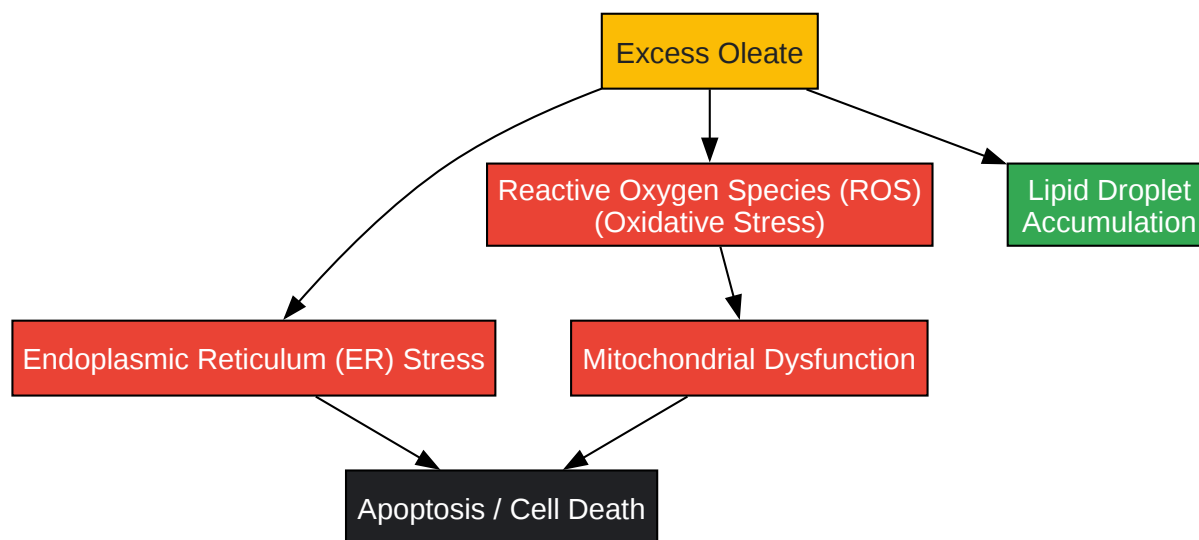 Excess Oleate
Reactive Oxygen Species (ROS)
(Oxidative Stress)
Lipid Droplet
Accumulation
Endoplasmic Reticulum (ER) Stress
Mitochondrial Dysfunction
Apoptosis / Cell Death